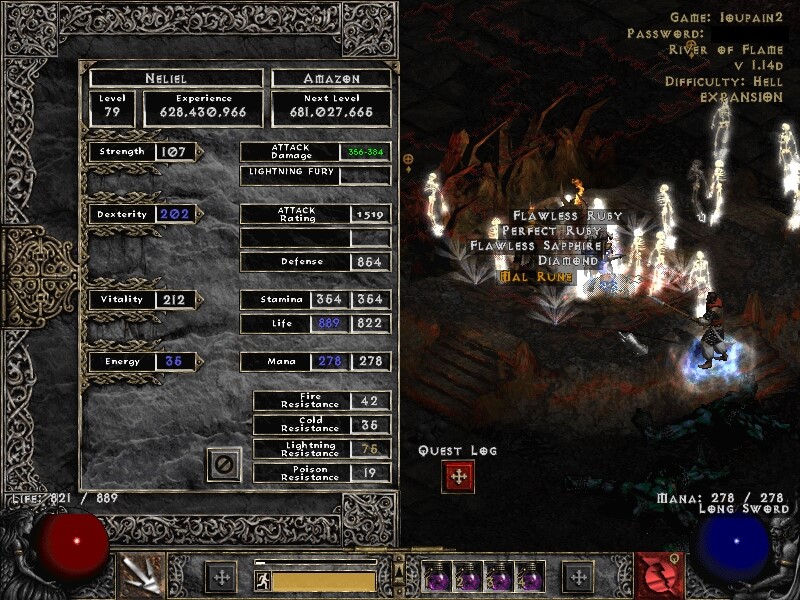 Neliel
Amazon
Level
79
Experience
628,430,966
Next Level
681,027,665
Strength 107
ATTACK
Damage
356-384
LIGHTNING FURY
Dexterity 202
ATTACK
Rating
1519
Defense 864
Vitality 212
Stamina 354 354
Life 889 822
Energy 35
Mana 278 278
Fire
Resistance
42
Cold
Resistance
35
Lightning
Resistance
75
Poison
Resistance
19
Game: Ioupain2
Password:
River of Flame
v 1.14d
Difficulty: Hell
EXPANSION
Flawless Ruby
Perfect Ruby
Flawless Sapphire
Diamond
Mal Rune
Quest Log
Life: 821 / 889
Mana: 278 / 278
Long Sword